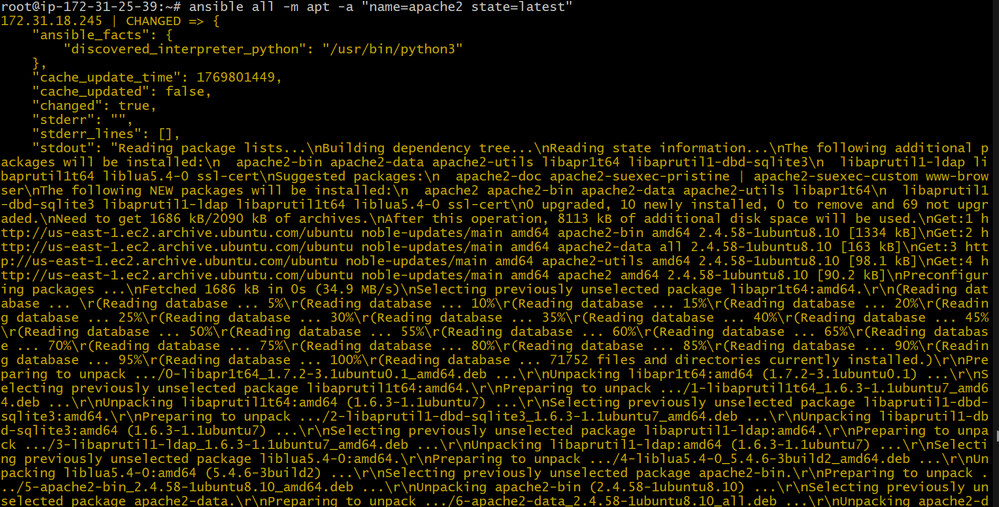 root@ip-172-31-25-39:~# ansible all -m apt -a "name=apache2 state=latest"
172.31.18.245 | CHANGED => {
    "ansible_facts": {
        "discovered_interpreter_python": "/usr/bin/python3"
    },
    "cache_update_time": 1769801449,
    "cache_updated": false,
    "changed": true,
    "stderr": "",
    "stderr_lines": [],
    "stdout": "Reading package lists...\nBuilding dependency tree...\nReading state information...\nThe following additional p
ackages will be installed:\n  apache2-bin apache2-data apache2-utils libapr1t64 libaprutil1-dbd-sqlite3\n  libaprutil1-ldap li
baprutil1t64 liblua5.4-0 ssl-cert\nSuggested packages:\n  apache2-doc apache2-suexec-pristine | apache2-suexec-custom www-brow
ser\nThe following NEW packages will be installed:\n  apache2 apache2-bin apache2-data apache2-utils libapr1t64\n  libaprutil1
-dbd-sqlite3 libaprutil1-ldap libaprutil1t64 liblua5.4-0 ssl-cert\n0 upgraded, 10 newly installed, 0 to remove and 69 not upgr
aded.\nNeed to get 1686 kB/2090 kB of archives.\nAfter this operation, 8113 kB of additional disk space will be used.\nGet:1 h
ttp://us-east-1.ec2.archive.ubuntu.com/ubuntu noble-updates/main amd64 apache2-bin amd64 2.4.58-1ubuntu8.10 [1334 kB]\nGet:2 h
ttp://us-east-1.ec2.archive.ubuntu.com/ubuntu noble-updates/main amd64 apache2-data all 2.4.58-1ubuntu8.10 [163 kB]\nGet:3 htt
p://us-east-1.ec2.archive.ubuntu.com/ubuntu noble-updates/main amd64 apache2-utils amd64 2.4.58-1ubuntu8.10 [98.1 kB]\nGet:4 h
ttp://us-east-1.ec2.archive.ubuntu.com/ubuntu noble-updates/main amd64 apache2 amd64 2.4.58-1ubuntu8.10 [90.2 kB]\nPreconfigur
ing packages ...\nFetched 1686 kB in 0s (34.9 MB/s)\nSelecting previously unselected package libapr1t64:amd64.\r\n(Reading dat
abase ... \r(Reading database ... 5%\r(Reading database ... 10%\r(Reading database ... 15%\r(Reading database ... 20%\r(Readin
g database ... 25%\r(Reading database ... 30%\r(Reading database ... 35%\r(Reading database ... 40%\r(Reading database ... 45%
\r(Reading database ... 50%\r(Reading database ... 55%\r(Reading database ... 60%\r(Reading database ... 65%\r(Reading databas
e ... 70%\r(Reading database ... 75%\r(Reading database ... 80%\r(Reading database ... 85%\r(Reading database ... 90%\r(Readin
g database ... 95%\r(Reading database ... 100%\r(Reading database ... 71752 files and directories currently installed.)\r\nPre
paring to unpack .../0-libapr1t64_1.7.2-3.1ubuntu0.1_amd64.deb ...\r\nUnpacking libapr1t64:amd64 (1.7.2-3.1ubuntu0.1) ...\r\nS
electing previously unselected package libaprutil1t64:amd64.\r\nPreparing to unpack .../1-libaprutil1t64_1.6.3-1.1ubuntu7_amd6
4.deb ...\r\nUnpacking libaprutil1t64:amd64 (1.6.3-1.1ubuntu7) ...\r\nSelecting previously unselected package libaprutil1-dbd-
sqlite3:amd64.\r\nPreparing to unpack .../2-libaprutil1-dbd-sqlite3_1.6.3-1.1ubuntu7_amd64.deb ...\r\nUnpacking libaprutil1-db
d-sqlite3:amd64 (1.6.3-1.1ubuntu7) ...\r\nSelecting previously unselected package libaprutil1-ldap:amd64.\r\nPreparing to unpa
ck .../3-libaprutil1-ldap_1.6.3-1.1ubuntu7_amd64.deb ...\r\nUnpacking libaprutil1-ldap:amd64 (1.6.3-1.1ubuntu7) ...\r\nSelecti
ng previously unselected package liblua5.4-0:amd64.\r\nPreparing to unpack .../4-liblua5.4-0_5.4.6-3build2_amd64.deb ...\r\nUn
packing liblua5.4-0:amd64 (5.4.6-3build2) ...\r\nSelecting previously unselected package apache2-bin.\r\nPreparing to unpack .
../5-apache2-bin_2.4.58-1ubuntu8.10_amd64.deb ...\r\nUnpacking apache2-bin (2.4.58-1ubuntu8.10) ...\r\nSelecting previously un
selected package apache2-data.\r\nPreparing to unpack .../6-apache2-data_2.4.58-1ubuntu8.10_all.deb ...\r\nUnpacking apache2-d